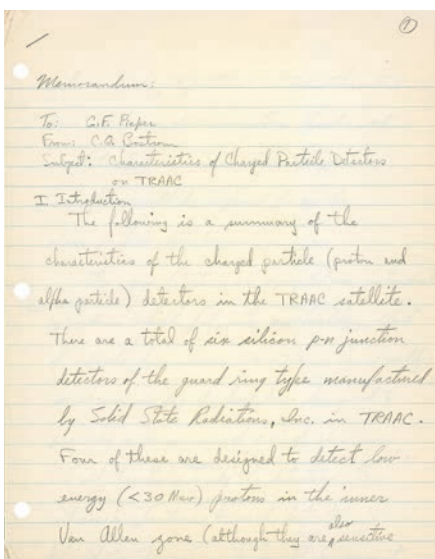 1
Memorandum:
To: G.F. Pieper
From: C.O. Bostrom
Subject: Characteristics of Charged Particle Detectors
on TRAAC
I Introduction
The following is a summary of the
characteristics of the charged particle (proton and
alpha particle) detectors in the TRAAC satellite.
There are a total of six silicon p-n junction
detectors of the guard ring type manufactured
by Solid State Radiations, Inc. in TRAAC.
Four of these are designed to detect low
energy (<30 Mev) protons in the inner
Van Allen zone (although they are also sensitive